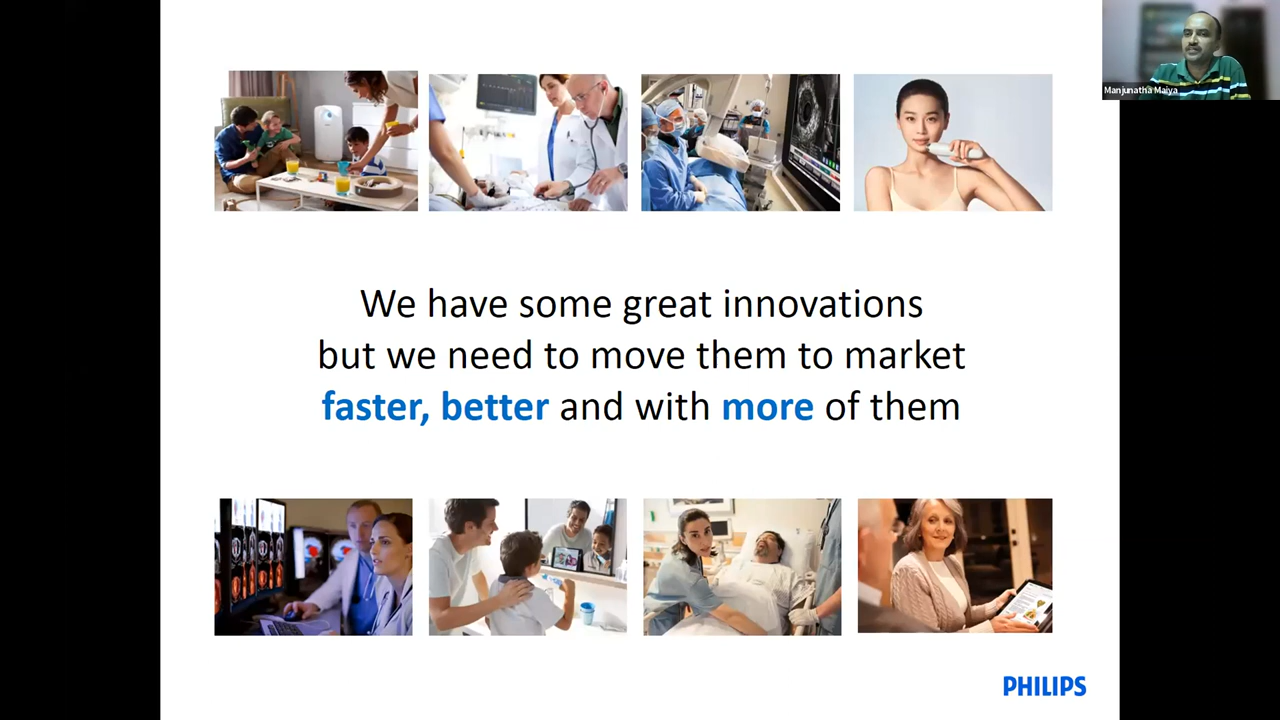 Manjunatha Maiya
We have some great innovations
but we need to move them to market
faster, better and with more of them
PHILIPS